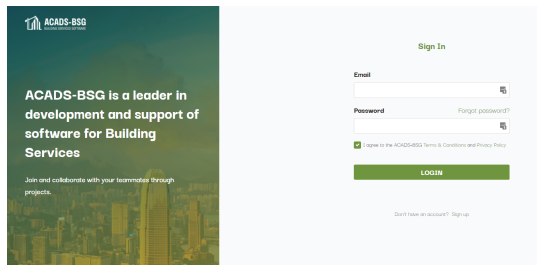 ACADS-BSG
BUILDING SERVICES SOFTWARE
ACADS-BSG is a leader in
development and support of
software for Building
Services
Join and collaborate with your teammates through
projects.
Sign In
Email
Password Forgot password?
I agree to the ACADS-BSG Terms & Conditions and Privacy Policy
LOGIN
Don't have an account? Sign up